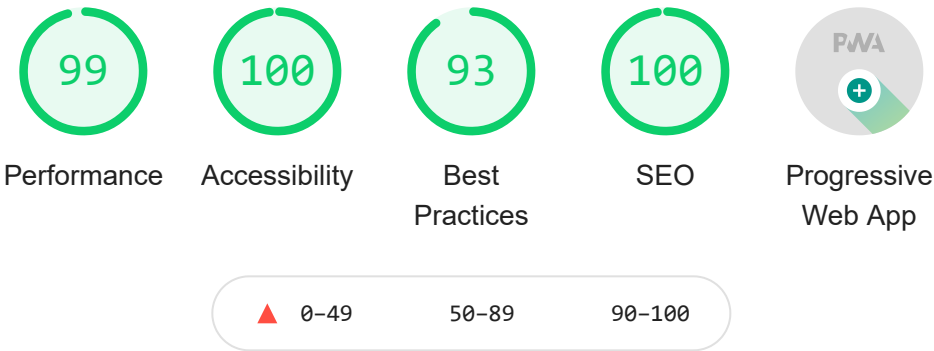 99
100
93
100
PWA
Performance
Accessibility
Best
Practices
SEO
Progressive
Web App
0–49
50–89
90–100